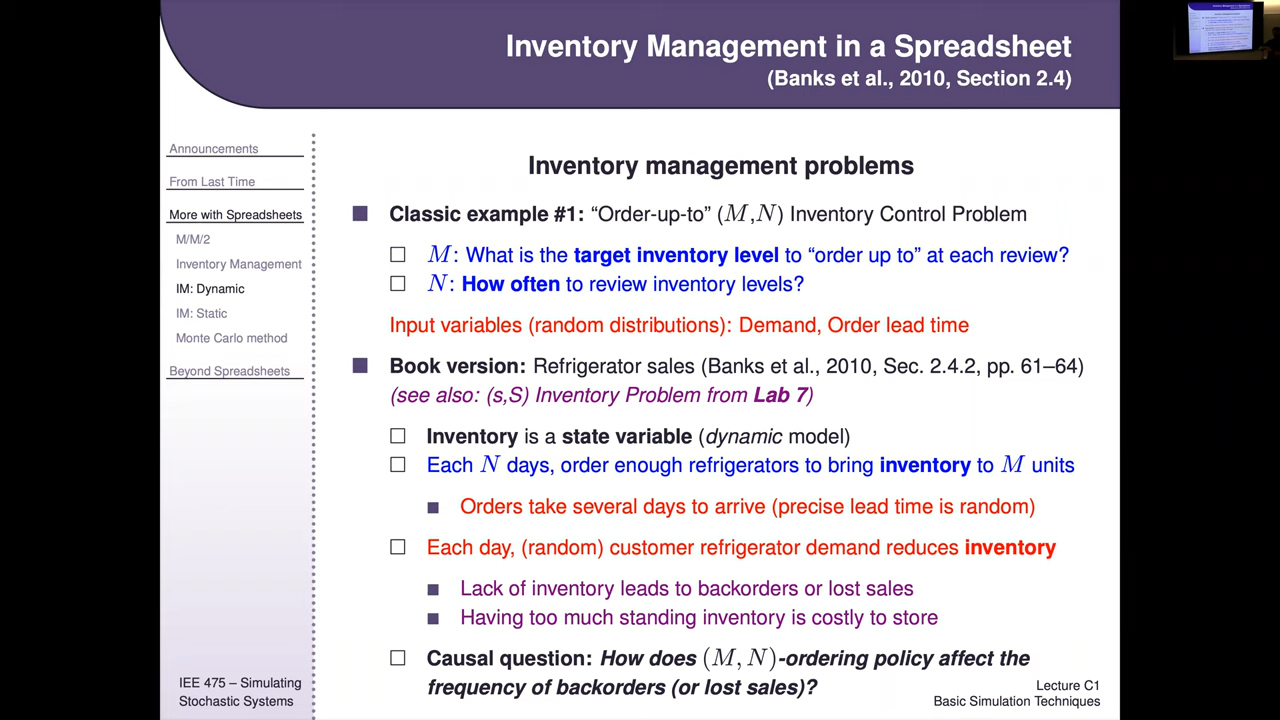 Inventory Management in a Spreadsheet
(Banks et al., 2010, Section 2.4)
Announcements
From Last Time
More with Spreadsheets
M/M/2
Inventory Management
IM: Dynamic
IM: Static
Monte Carlo method
Beyond Spreadsheets
IEE 475 – Simulating
Stochastic Systems
Inventory management problems
Classic example #1: “Order-up-to” (M,N) Inventory Control Problem
M: What is the target inventory level to “order up to” at each review?
N: How often to review inventory levels?
Input variables (random distributions): Demand, Order lead time
Book version: Refrigerator sales (Banks et al., 2010, Sec. 2.4.2, pp. 61–64)
(see also: (s,S) Inventory Problem from Lab 7)
Inventory is a state variable (dynamic model)
Each N days, order enough refrigerators to bring inventory to M units
Orders take several days to arrive (precise lead time is random)
Each day, (random) customer refrigerator demand reduces inventory
Lack of inventory leads to backorders or lost sales
Having too much standing inventory is costly to store
Causal question: How does (M, N)-ordering policy affect the
frequency of backorders (or lost sales)?
Lecture C1
Basic Simulation Techniques